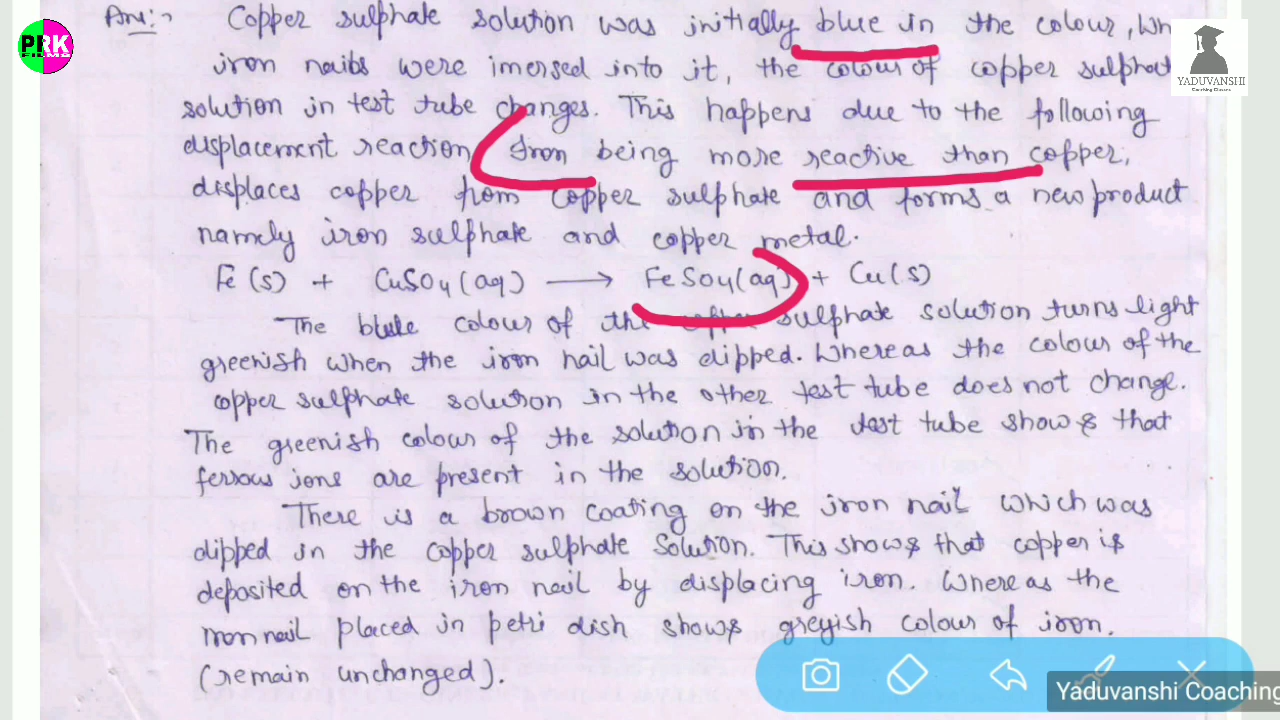 Ans:- Copper sulphate solution was initially blue in the colour, Wh
PRK
FILMS
iron naibs were imersed into it, the colour of copper sulphat
YADUVANSHI
Coaching Classes
solution in test tube changes. This happens due to the following
displacement reaction Iron being more reactive than copper,
displaces copper from copper sulphate and forms a new product
namely iron sulphate and copper metal.
Fe (s) + CuSO4 (aq) ⟶ FeSO4 (aq) + Cu (s)
The blule colour of the copper sulphate solution turns light
greenish when the iron nail was dipped. Whereas the colour of the
copper sulphate solution in the other test tube does not change.
The greenish colour of the solution in the test tube shows that
ferrous ions are present in the solution.
There is a brown coating on the iron nail which was
dipped in the copper sulphate Solution. This shows that copper is
deposited on the iron nail by displacing iron. Whereas the
nail placed in petri dish shows greyish colour of iron.
(remain unchanged).
Yaduvanshi Coaching